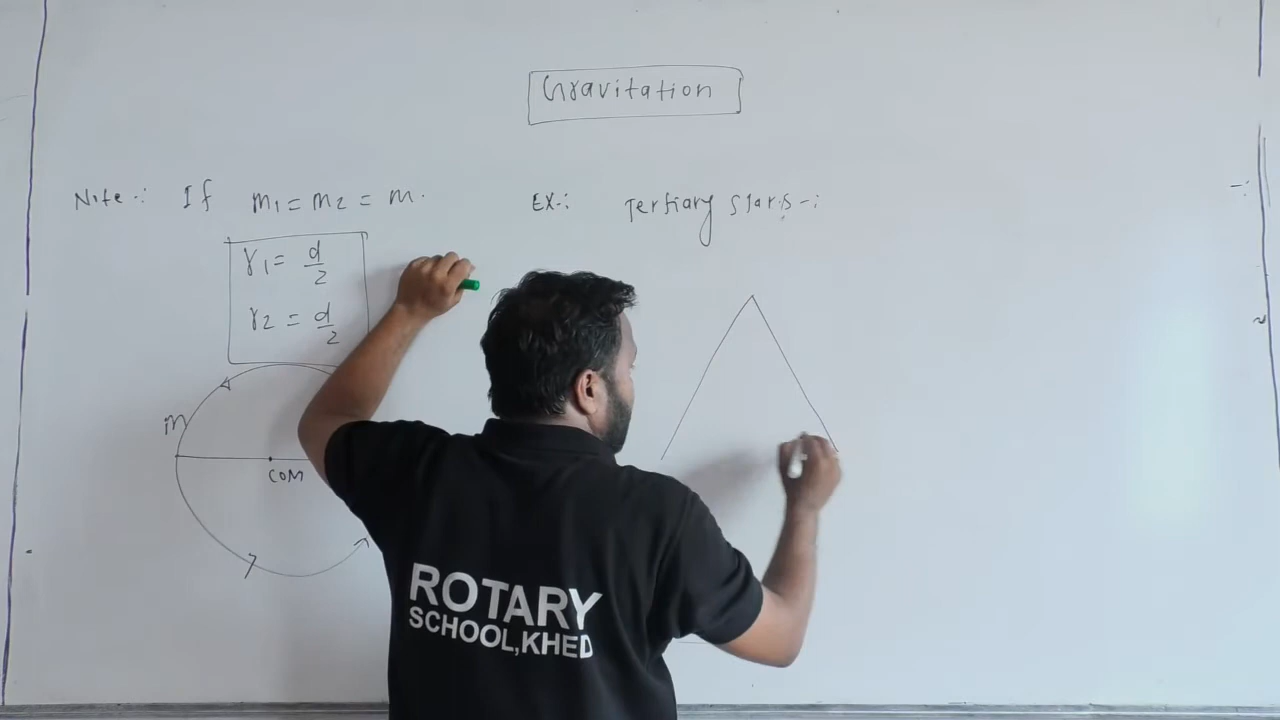 Gravitation
Note :- If m1 = m2 = m.
r1 = d/2
r2 = d/2
m
COM
EX-: Tertiary Stars -:
ROTARY
SCHOOL,KHED